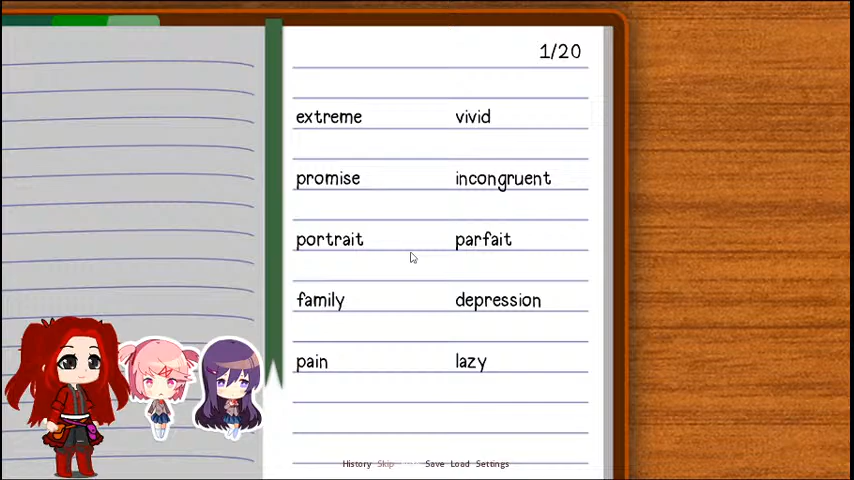 1/20
extreme vivid
promise incongruent
portrait parfait
family depression
pain lazy
History Skip Save Load Settings